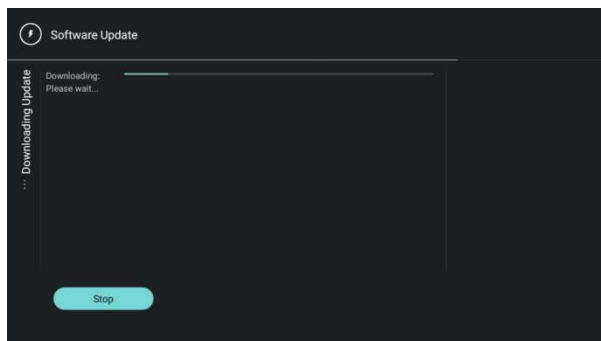 Software Update
... Downloading Update
Downloading:
Please wait...
Stop